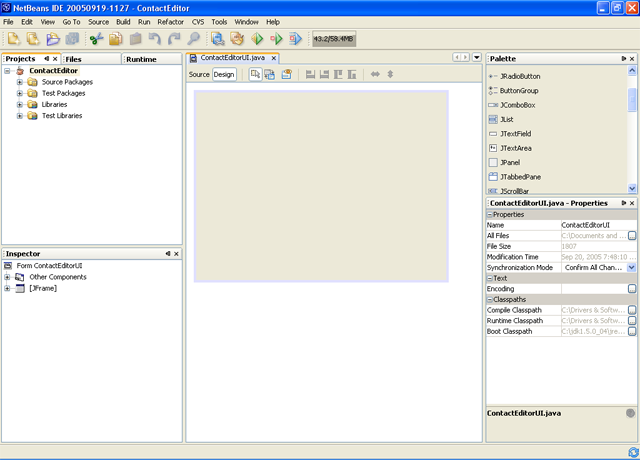 NetBeans IDE 20050919-1127 - ContactEditor
File Edit View Go To Source Build Run Refactor CVS Tools Window Help
43.2/58.4MB
Projects Files Runtime
ContactEditor
Source Packages
Test Packages
Libraries
Test Libraries
Inspector
Form ContactEditorUI
Other Components
[JFrame]
ContactEditorUI.java
Source Design
Palette
JRadioButton
ButtonGroup
JComboBox
JList
JTextField
JTextArea
JPanel
JTabbedPane
JScrollBar
ContactEditorUI.java - Properties
Properties
Name ContactEditorUI
All Files C:\Documents and ...
File Size 1807
Modification Time Sep 20, 2005 7:48:10 ...
Synchronization Mode Confirm All Chan...
Text
Encoding
Classpaths
Compile Classpath C:\Drivers & Softw...
Runtime Classpath C:\Drivers & Softw...
Boot Classpath C:\jdk1.5.0_04\jre...
ContactEditorUI.java